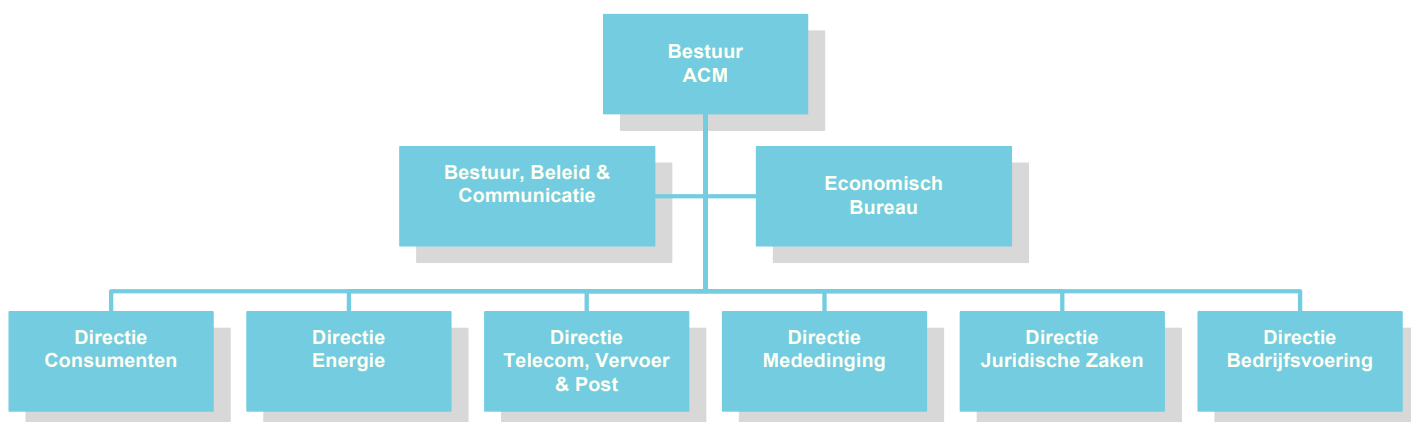 Bestuur
ACM
Bestuur, Beleid &
Communicatie
Economisch
Bureau
Directie
Consumenten
Directie
Energie
Directie
Telecom, Vervoer
& Post
Directie
Mededinging
Directie
Juridische Zaken
Directie
Bedrijfsvoering